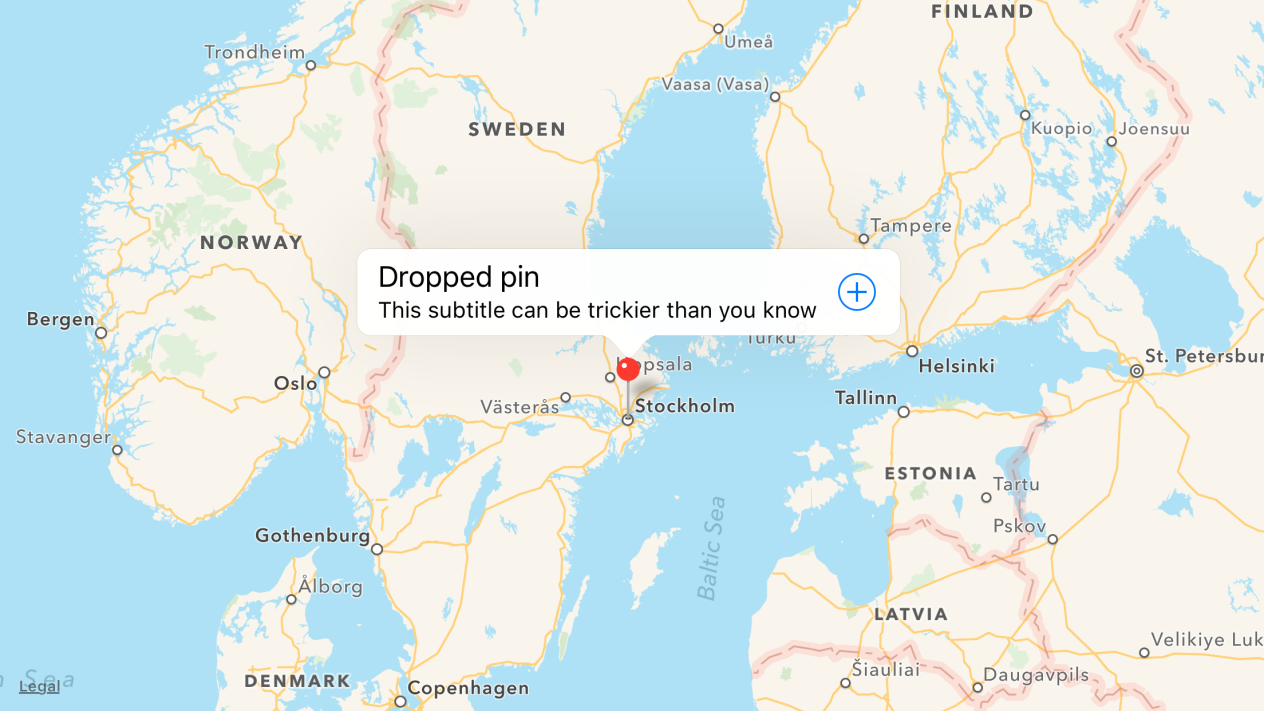 FINLAND
Umeå
Trondheim
Vaasa (Vasa)
SWEDEN
Kuopio
Joensuu
Tampere
NORWAY
Dropped pin
This subtitle can be trickier than you know
Bergen
Turku
St. Petersbur
Uppsala
Helsinki
Oslo
Tallinn
Västerås
Stockholm
Stavanger
ESTONIA
Tartu
Baltic Sea
Pskov
Gothenburg
Ålborg
LATVIA
Velikiye Luk
Šiauliai
Daugavpils
Sea
DENMARK
Legal
Copenhagen